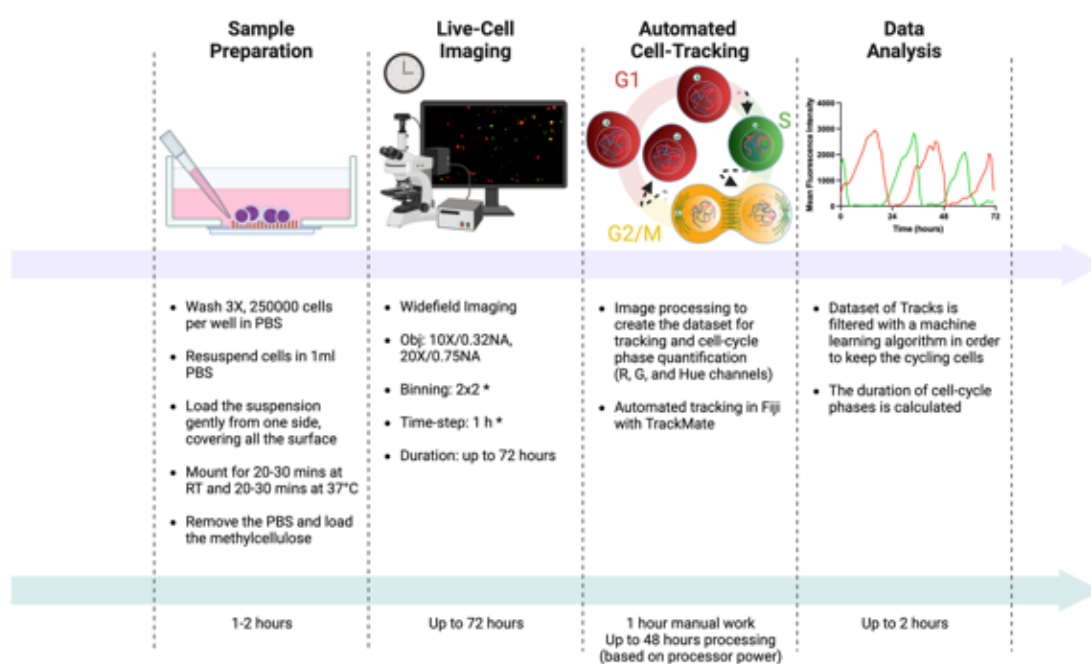 Sample
Preparation
Live-Cell
Imaging
Automated
Cell-Tracking
Data
Analysis
G1
S
G2/M
Mean Fluorescence Intensity
4000
3000
2000
1000
0
0
24
48
72
Time (hours)
• Wash 3X, 250000 cells
per well in PBS
• Resuspend cells in 1ml
PBS
• Load the suspension
gently from one side,
covering all the surface
• Mount for 20-30 mins at
RT and 20-30 mins at 37°C
• Remove the PBS and load
the methylcellulose
• Widefield Imaging
• Obj: 10X/0.32NA,
20X/0.75NA
• Binning: 2x2 *
• Time-step: 1 h *
• Duration: up to 72 hours
• Image processing to
create the dataset for
tracking and cell-cycle
phase quantification
(R, G, and Hue channels)
• Automated tracking in Fiji
with TrackMate
• Dataset of Tracks is
filtered with a machine
learning algorithm in order
to keep the cycling cells
• The duration of cell-cycle
phases is calculated
1-2 hours
Up to 72 hours
1 hour manual work
Up to 48 hours processing
(based on processor power)
Up to 2 hours